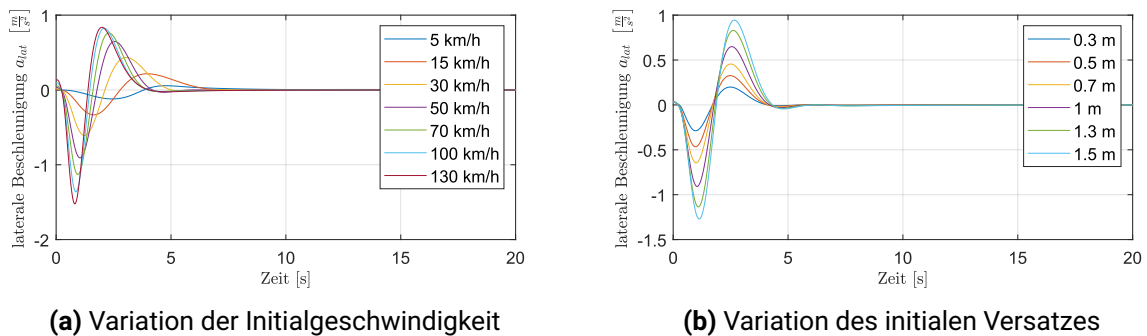 laterale Beschleunigung a_lat [m/s²]
1
0
-1
-2
0
5
10
15
20
Zeit [s]
5 km/h
15 km/h
30 km/h
50 km/h
70 km/h
100 km/h
130 km/h
(a) Variation der Initialgeschwindigkeit
laterale Beschleunigung a_lat [m/s²]
1
0.5
0
-0.5
-1
-1.5
0
5
10
15
20
Zeit [s]
0.3 m
0.5 m
0.7 m
1 m
1.3 m
1.5 m
(b) Variation des initialen Versatzes